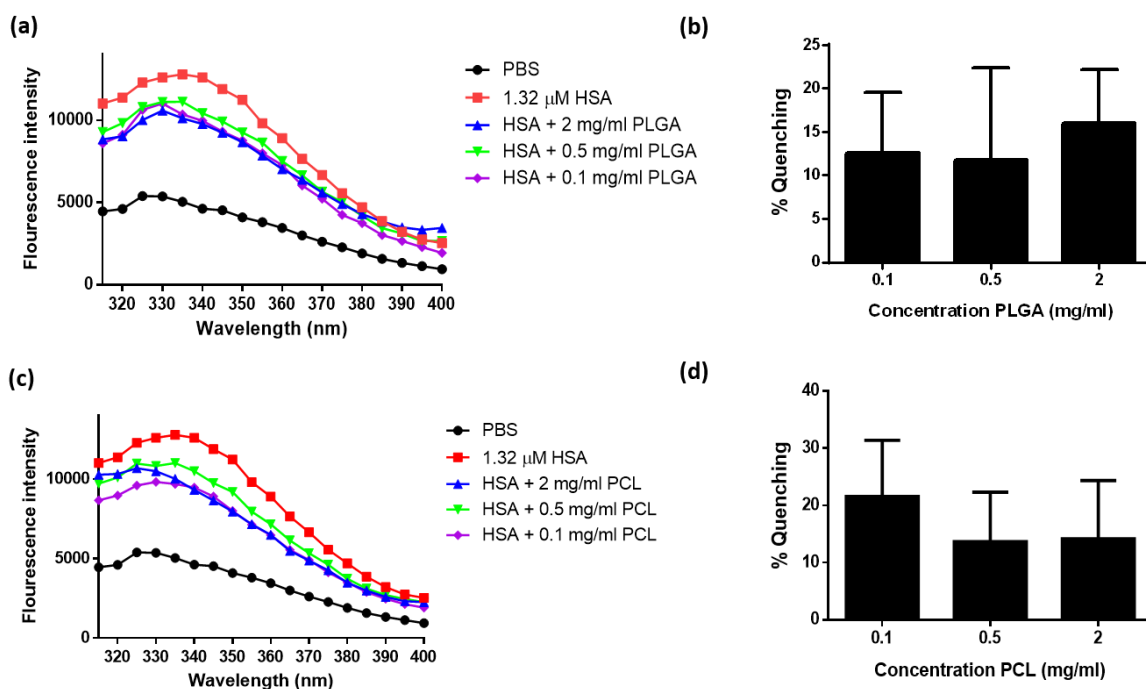 (a)
Flourescence intensity
10000
5000
0
320 330 340 350 360 370 380 390 400
Wavelength (nm)
PBS
1.32 μM HSA
HSA + 2 mg/ml PLGA
HSA + 0.5 mg/ml PLGA
HSA + 0.1 mg/ml PLGA
(b)
% Quenching
25
20
15
10
5
0
0.1 0.5 2
Concentration PLGA (mg/ml)
(c)
Flourescence intensity
10000
5000
0
320 330 340 350 360 370 380 390 400
Wavelength (nm)
PBS
1.32 μM HSA
HSA + 2 mg/ml PCL
HSA + 0.5 mg/ml PCL
HSA + 0.1 mg/ml PCL
(d)
% Quenching
40
30
20
10
0
0.1 0.5 2
Concentration PCL (mg/ml)